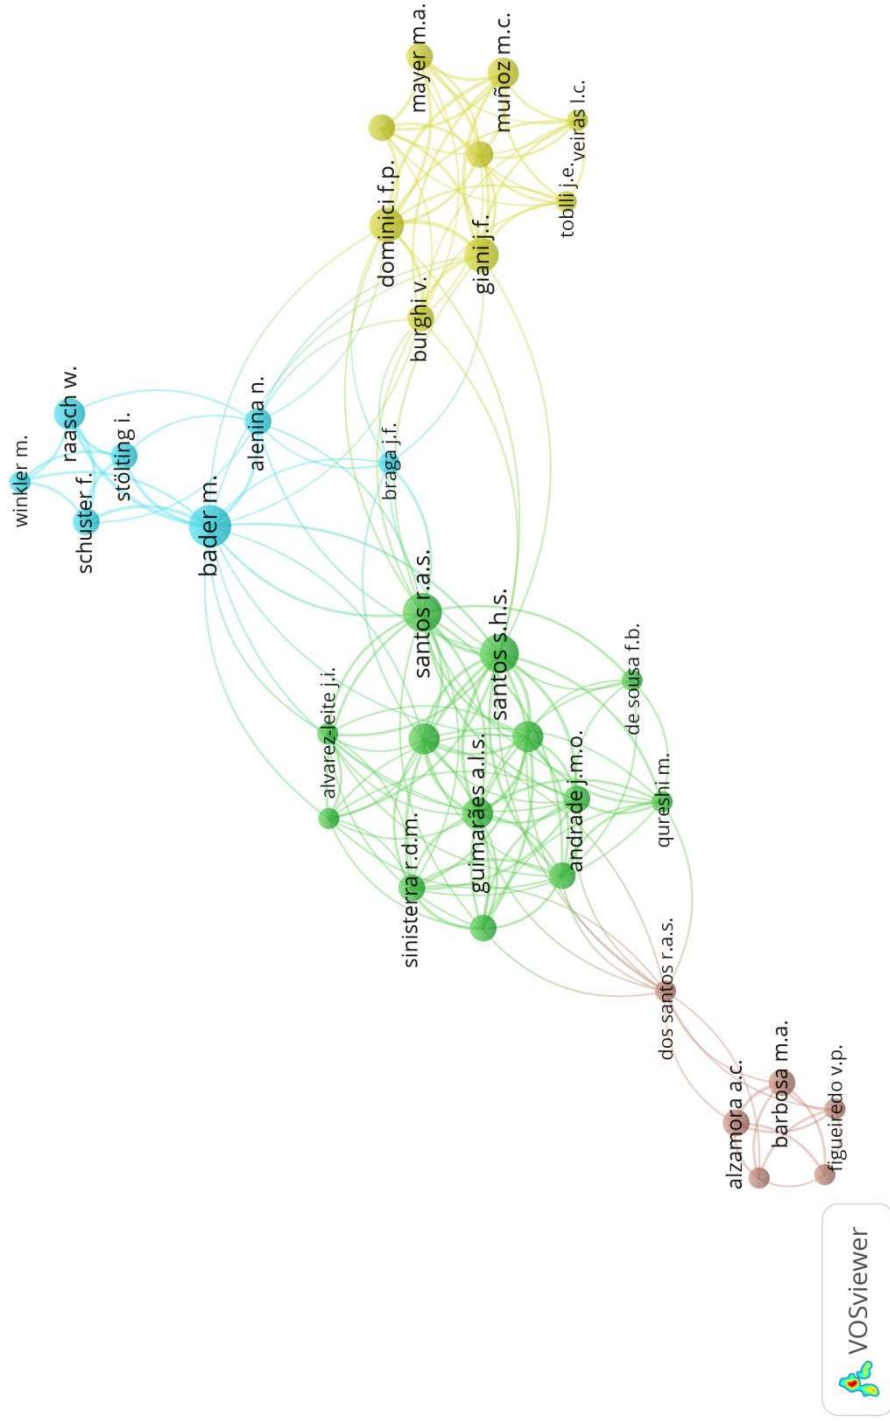 winkler m.
raasch w.
schuster f.
stölting i.
bader m.
alenina n.
braga j.f.
mayer m.a.
muñoz m.c.
dominici f.p.
veiras l.c.
toblli j.e.
giani j.f.
burghi v.
santos r.a.s.
santos s.h.s.
alvarez-leite j.i.
de sousa f.b.
guimarães a.l.s.
andrade j.m.o.
qureshi m.
sinisterra r.d.m.
dos santos r.a.s.
alzamora a.c.
barbosa m.a.
figueiredo v.p.
VOSviewer